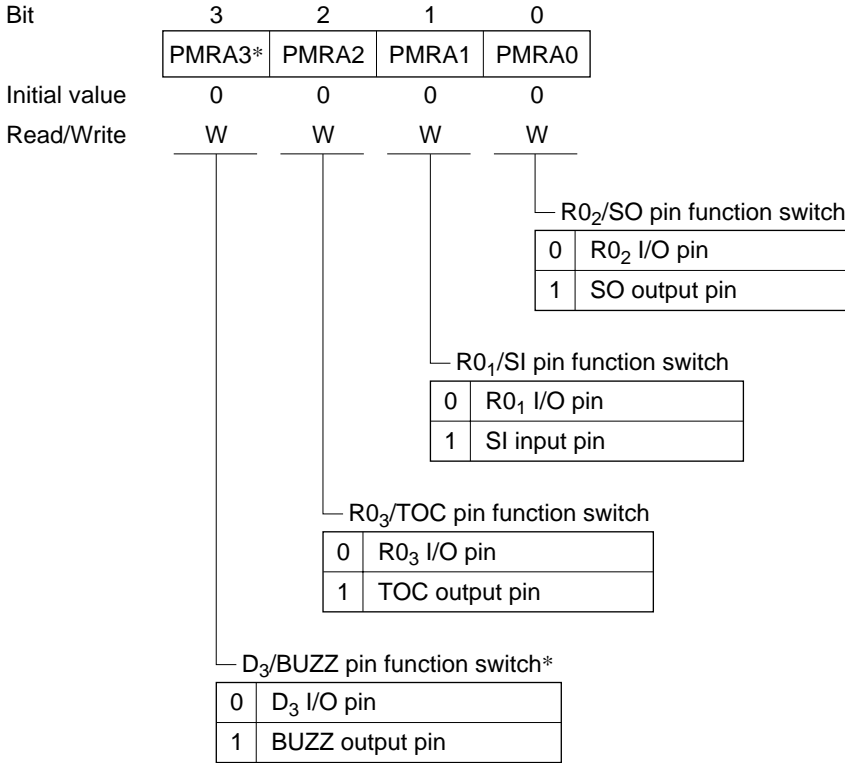 Bit 3 2 1 0
PMRA3* PMRA2 PMRA1 PMRA0
Initial value 0 0 0 0
Read/Write W W W W
R0₂/SO pin function switch
0 R0₂ I/O pin
1 SO output pin
R0₁/SI pin function switch
0 R0₁ I/O pin
1 SI input pin
R0₃/TOC pin function switch
0 R0₃ I/O pin
1 TOC output pin
D₃/BUZZ pin function switch*
0 D₃ I/O pin
1 BUZZ output pin